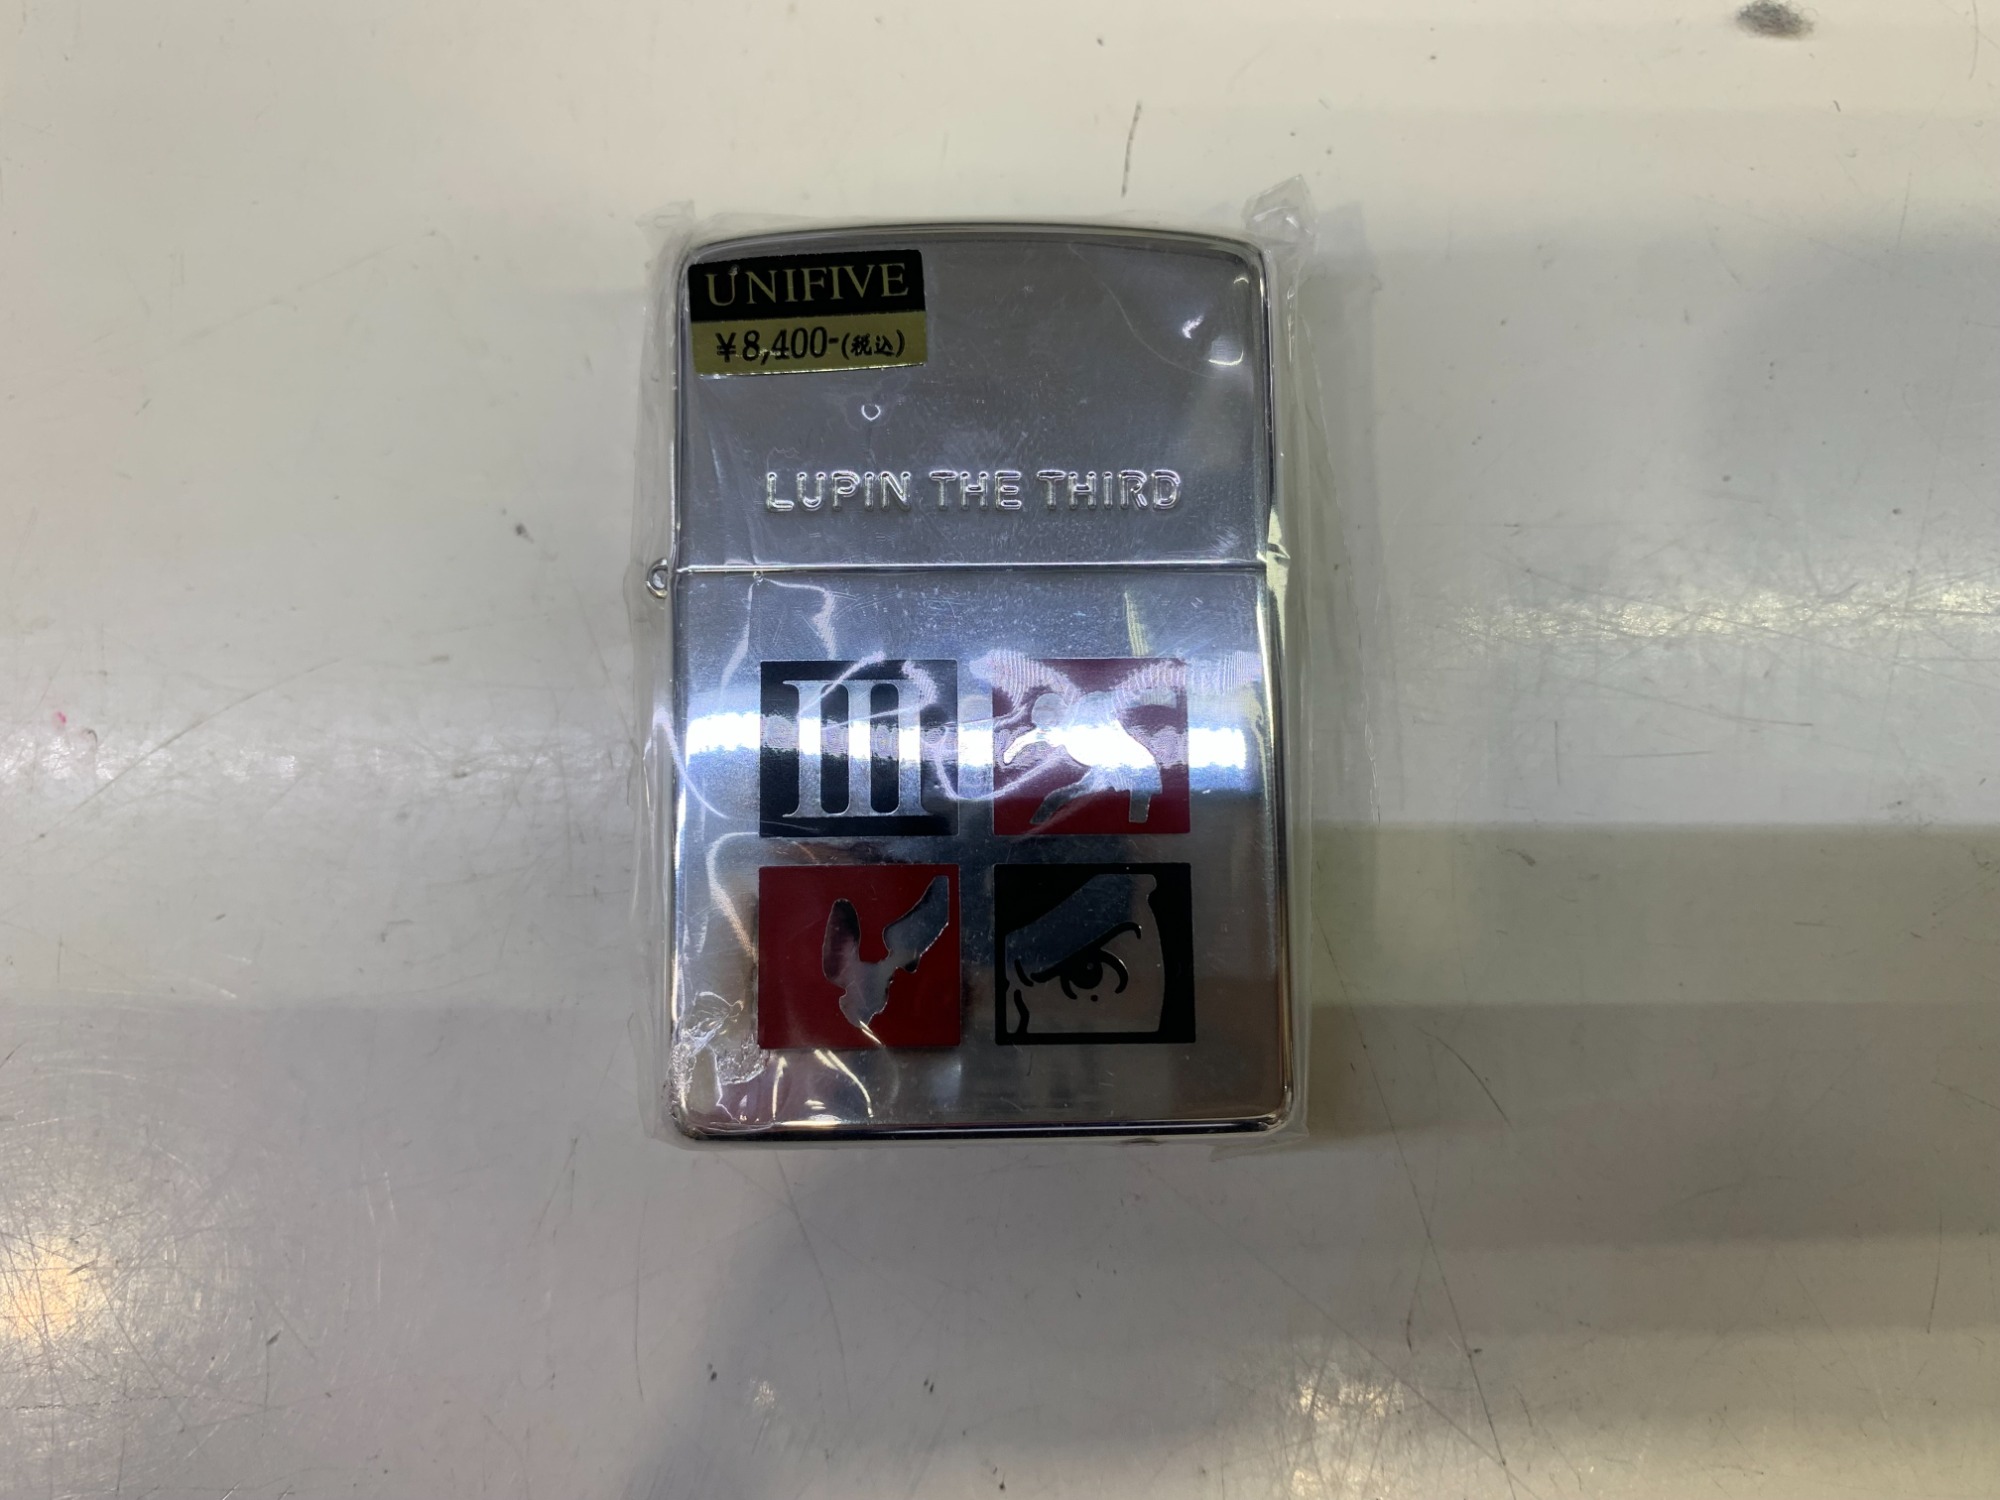 UNIFIVE
￥8,400-(税込)
LUPIN THE THIRD
III